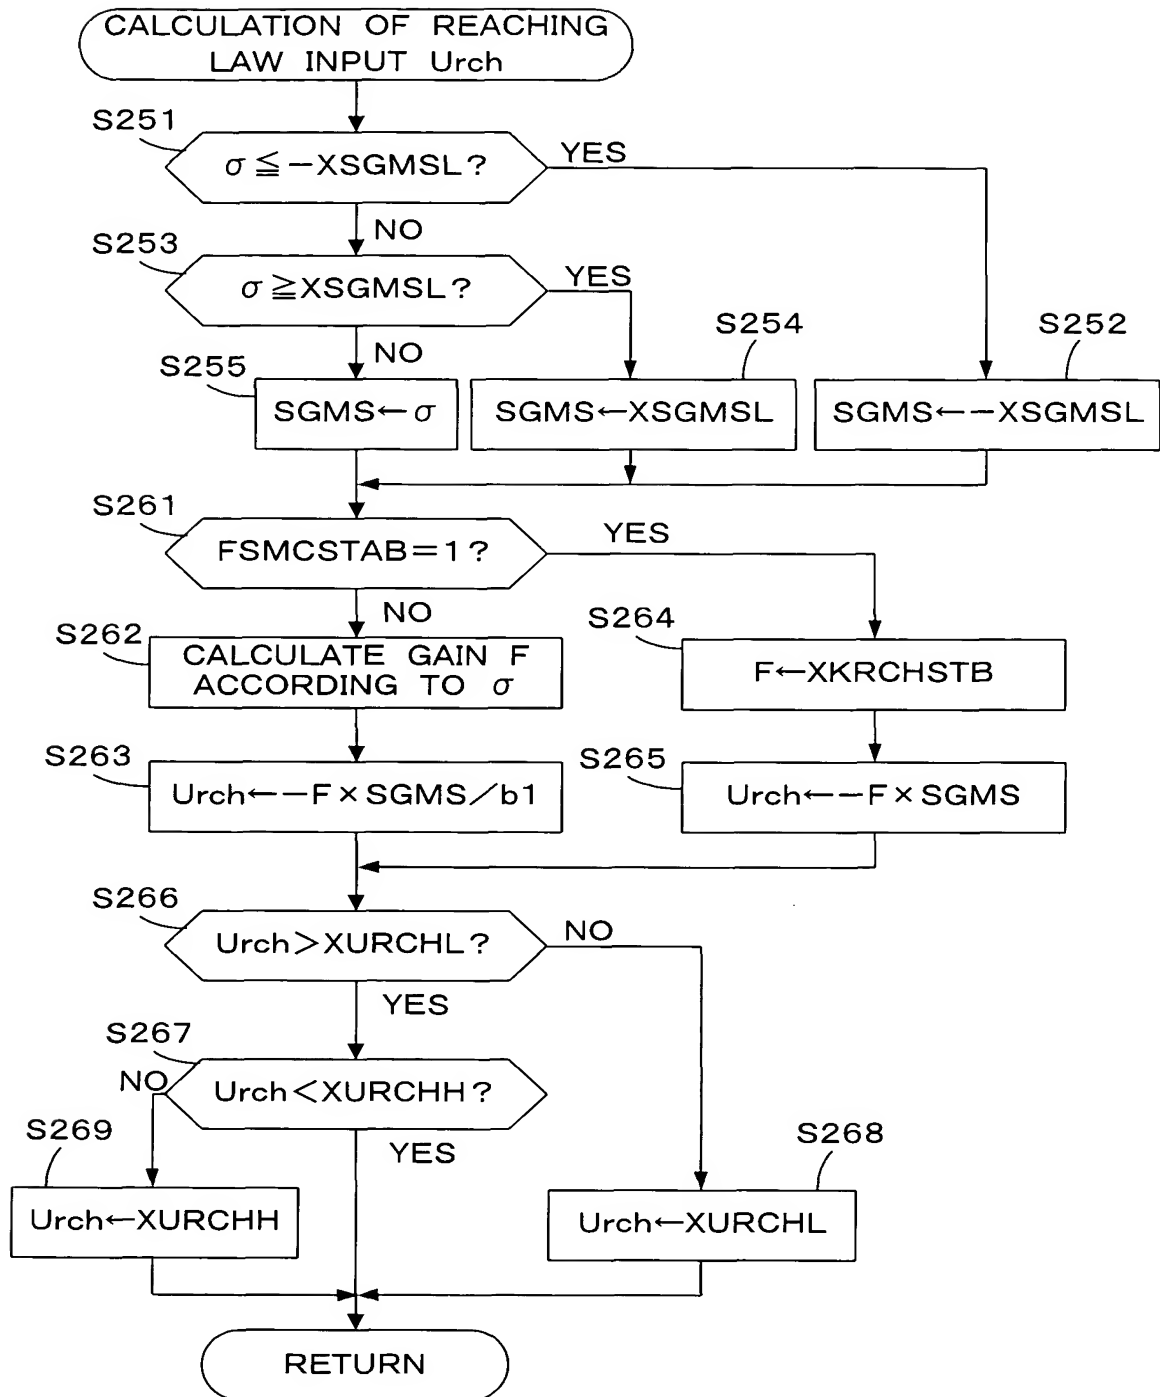 CALCULATION OF REACHING
LAW INPUT Urch
S251
σ≦−XSGMSL?
YES
NO
S253
σ≧XSGMSL?
YES
NO
S254
S252
S255
SGMS←σ
SGMS←XSGMSL
SGMS←−XSGMSL
S261
FSMCSTAB=1?
YES
NO
S262
CALCULATE GAIN F
ACCORDING TO σ
S264
F←XKRCHSTB
S263
Urch←−F×SGMS/b1
S265
Urch←−F×SGMS
S266
Urch>XURCHL?
NO
YES
S267
Urch<XURCHH?
NO
YES
S269
Urch←XURCHH
S268
Urch←XURCHL
RETURN